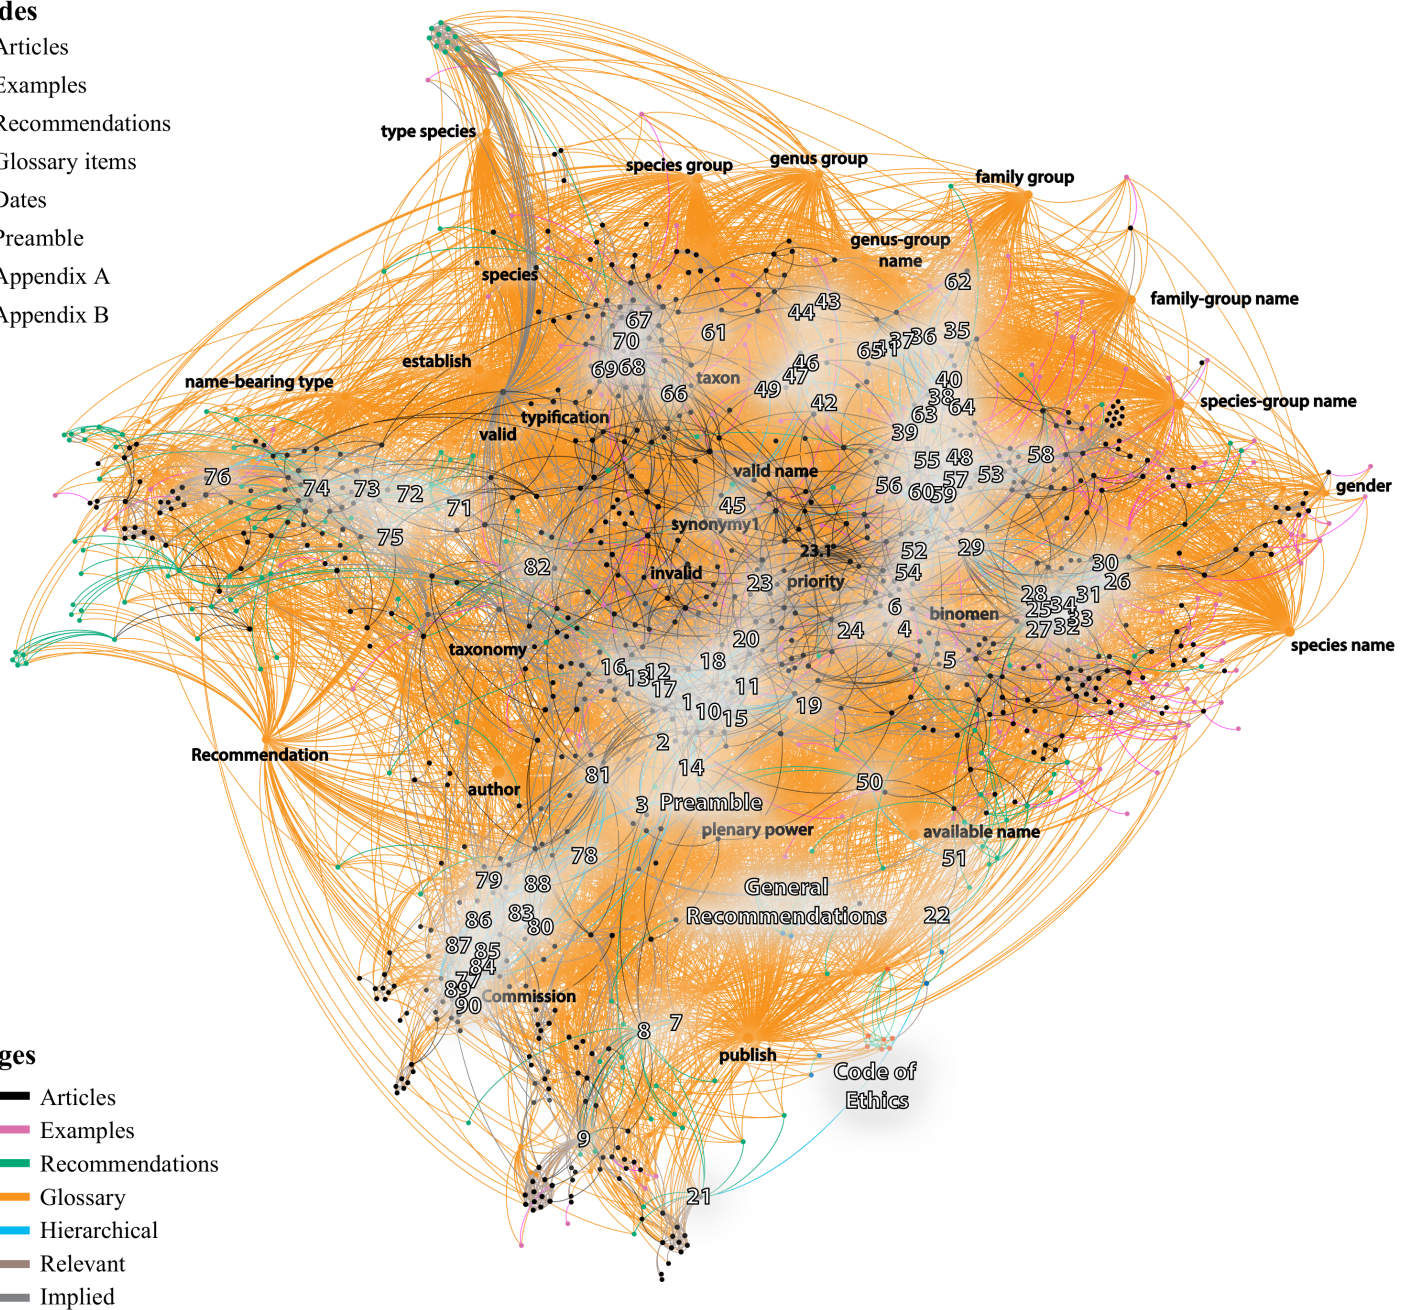 des
Articles
Examples
Recommendations
Glossary items
Dates
Preamble
Appendix A
Appendix B
type species
species group
genus group
family group
genus-group
name
family-group name
species
62
43
44
67
61
70
35
36
37
65
establish
69
68
46
47
taxon
49
40
name-bearing type
66
42
38
64
63
species-group name
typification
39
valid
valid name
55
48
58
76
74
73
72
71
57
53
56
60
59
gender
45
synonymy1
75
23.1
52
29
82
invalid
54
30
23
priority
26
28
31
6
25
34
binomen
33
27
32
24
4
20
species name
taxonomy
16
12
18
5
13
17
11
1
10
19
15
2
Recommendation
14
81
50
author
3
Preamble
plenary power
available name
78
51
79
88
General
Recommendations
22
86
83
80
87
85
84
77
89
90
Commission
7
8
publish
Code of
Ethics
9
21
ges
Articles
Examples
Recommendations
Glossary
Hierarchical
Relevant
Implied